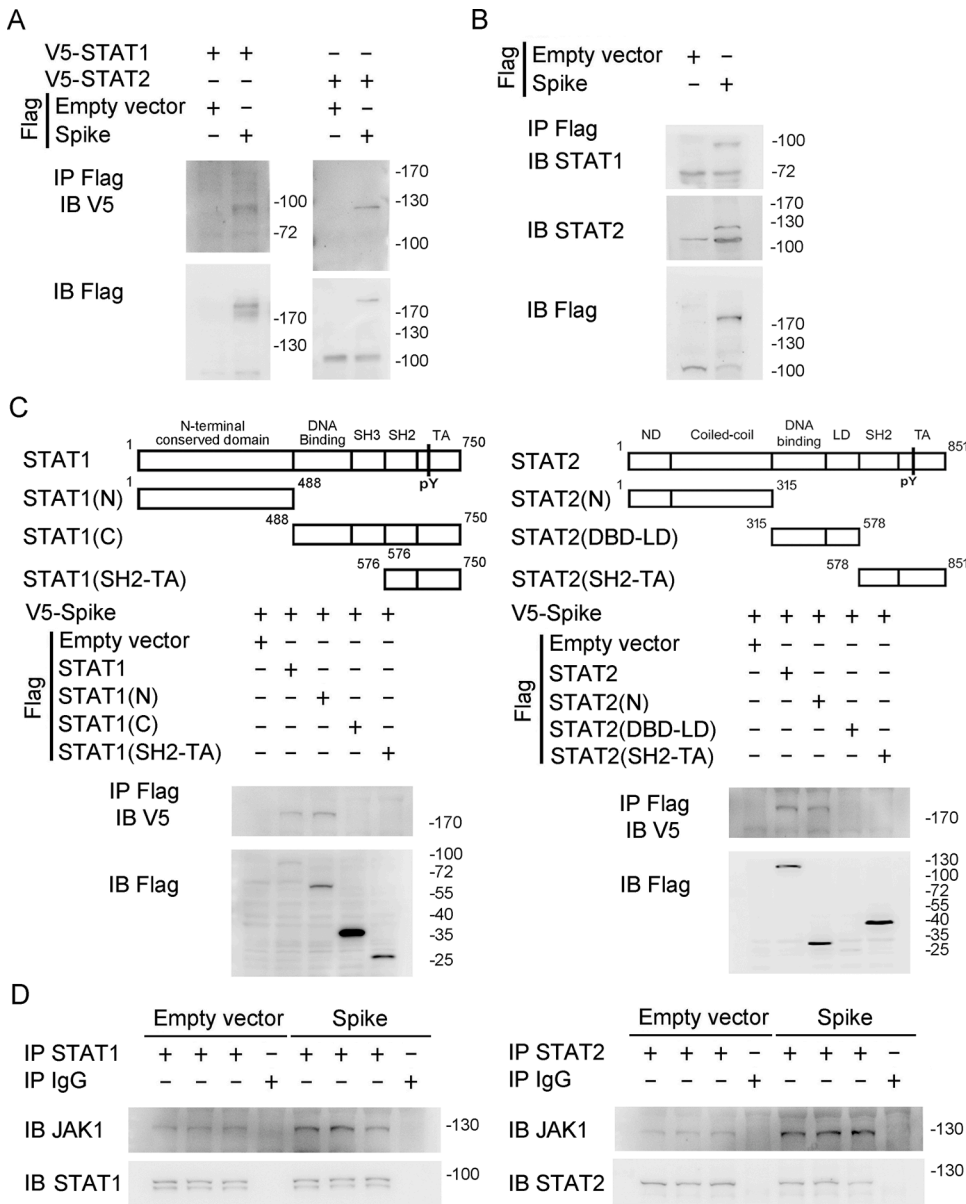 A
V5-STAT1 + + – –
V5-STAT2 – – + +
Flag
Empty vector + – + –
Spike – + – +
IP Flag
IB V5
-100
-72
-170
-130
-100
IB Flag
-170
-130
-170
-130
-100
B
Flag
Empty vector + –
Spike – +
IP Flag
IB STAT1
-100
-72
IB STAT2
-170
-130
-100
IB Flag
-170
-130
-100
C
N-terminal conserved domain DNA Binding SH3 SH2 TA
STAT1 1 750
pY
STAT1(N) 1 488
STAT1(C) 488 750
576
STAT1(SH2-TA) 576 750
V5-Spike + + + + +
Flag
Empty vector + – – – –
STAT1 – + – – –
STAT1(N) – – + – –
STAT1(C) – – – + –
STAT1(SH2-TA) – – – – +
IP Flag
IB V5
-170
IB Flag
-100
-72
-55
-40
-35
-25
ND Coiled-coil DNA binding LD SH2 TA
STAT2 1 851
pY
STAT2(N) 1 315
STAT2(DBD-LD) 315 578
STAT2(SH2-TA) 578 851
V5-Spike + + + + +
Flag
Empty vector + – – – –
STAT2 – + – – –
STAT2(N) – – + – –
STAT2(DBD-LD) – – – + –
STAT2(SH2-TA) – – – – +
IP Flag
IB V5
-170
IB Flag
-130
-100
-72
-55
-40
-35
-25
D
Empty vector Spike
IP STAT1 + + + – + + + –
IP IgG – – – + – – – +
IB JAK1 -130
IB STAT1 -100
Empty vector Spike
IP STAT2 + + + – + + + –
IP IgG – – – + – – – +
IB JAK1 -130
IB STAT2 -130
-100